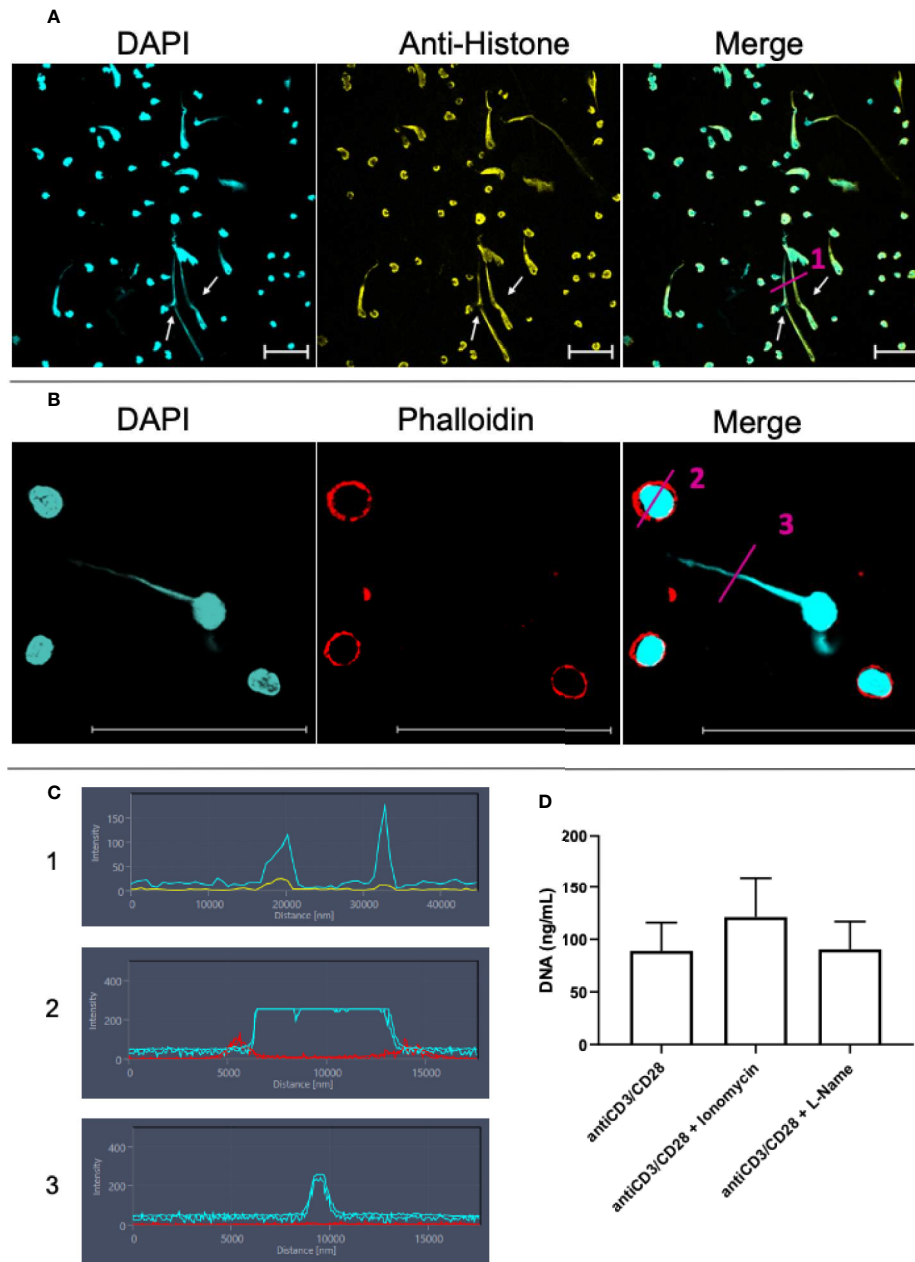 A
DAPI Anti-Histone Merge
1
B
DAPI Phalloidin Merge
2
3
C
1
Intensity
150
100
50
0
0 10000 20000 30000 40000
Distance [nm]
2
Intensity
400
200
0
0 5000 10000 15000
Distance [nm]
3
Intensity
400
200
0
0 5000 10000 15000
Distance [nm]
D
DNA (ng/mL)
200
150
100
50
0
antiCD3/CD28
antiCD3/CD28 + Ionomycin
antiCD3/CD28 + L-Name